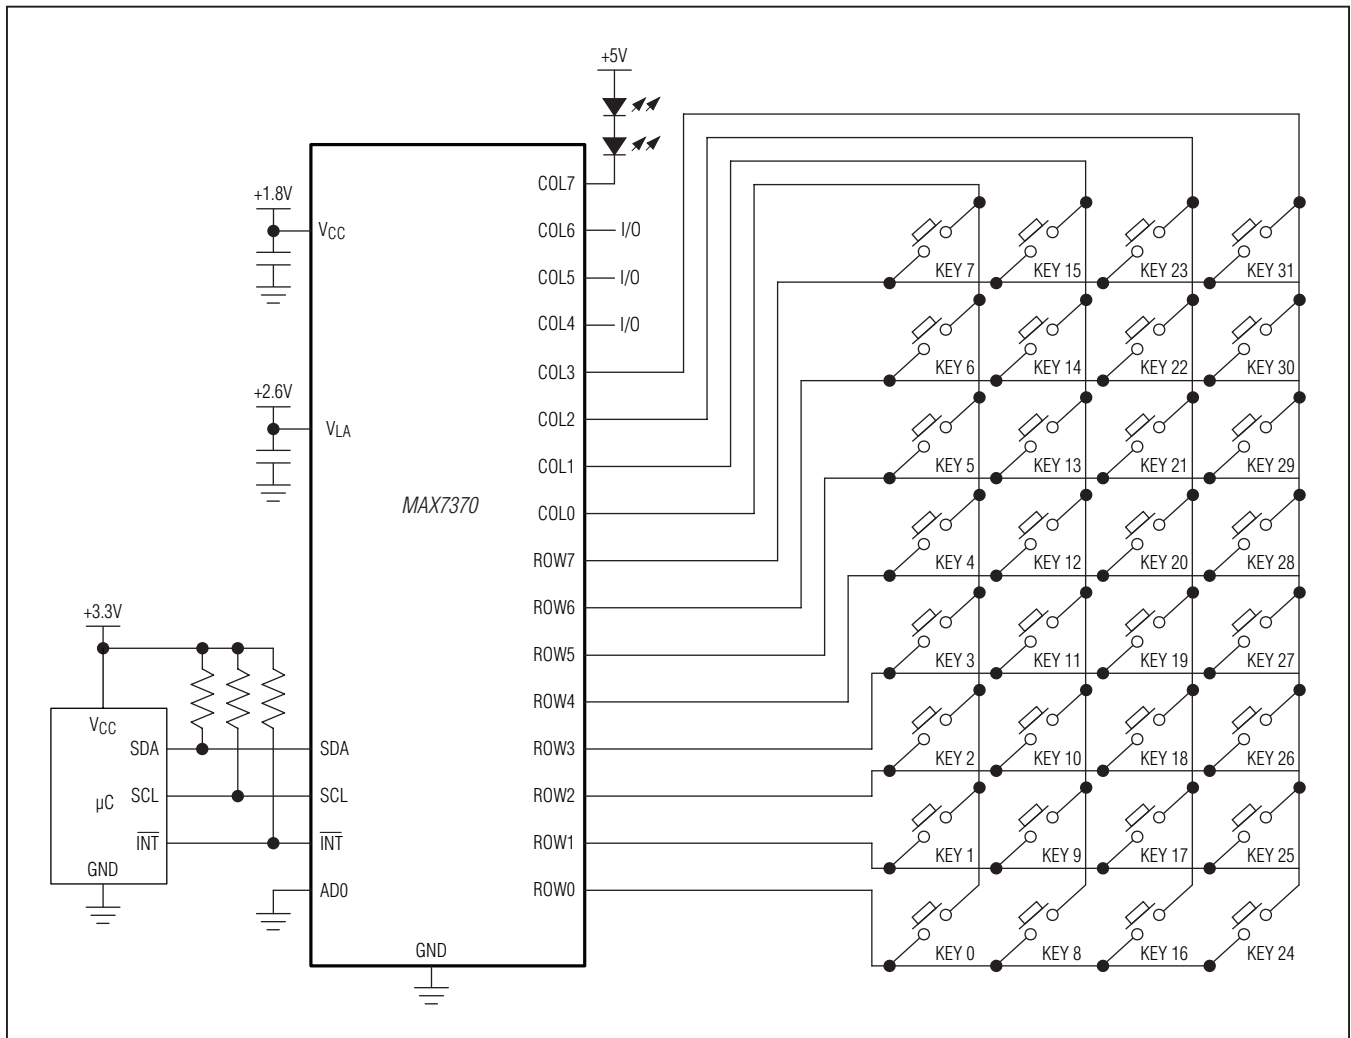 +5V
COL7
+1.8V
VCC
COL6
I/O
COL5
I/O
COL4
I/O
COL3
+2.6V
VLA
COL2
COL1
MAX7370
COL0
ROW7
ROW6
ROW5
ROW4
ROW3
ROW2
ROW1
ROW0
+3.3V
VCC
SDA
SCL
µC
INT
GND
SDA
SCL
INT
AD0
GND
KEY 7
KEY 15
KEY 23
KEY 31
KEY 6
KEY 14
KEY 22
KEY 30
KEY 5
KEY 13
KEY 21
KEY 29
KEY 4
KEY 12
KEY 20
KEY 28
KEY 3
KEY 11
KEY 19
KEY 27
KEY 2
KEY 10
KEY 18
KEY 26
KEY 1
KEY 9
KEY 17
KEY 25
KEY 0
KEY 8
KEY 16
KEY 24